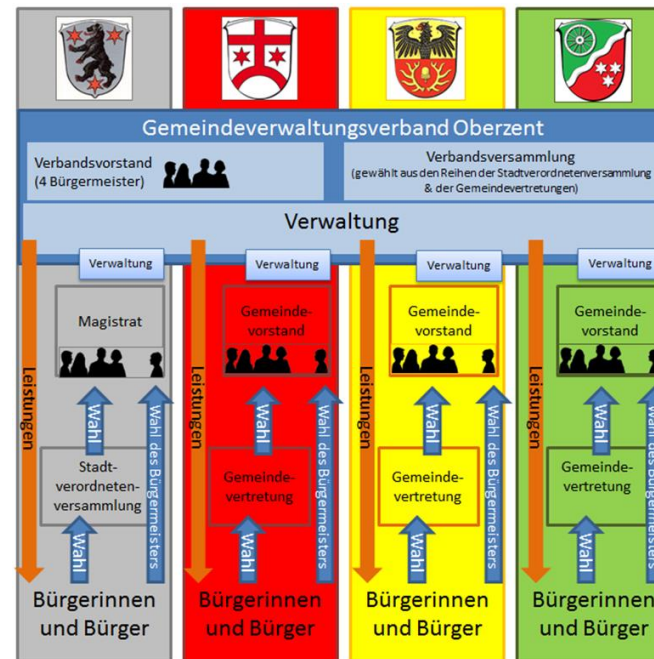 Gemeindeverwaltungsverband Oberzent
Verbandsvorstand
(4 Bürgermeister)
Verbandsversammlung
(gewählt aus den Reihen der Stadtverordnetenversammlung
& der Gemeindevertretungen)
Verwaltung
Verwaltung
Magistrat
Leistungen
Wahl
Wahl des Bürgermeisters
Stadt-
verordneten-
versammlung
Wahl
Bürgerinnen
und Bürger
Verwaltung
Gemeinde-
vorstand
Leistungen
Wahl
Wahl des Bürgermeisters
Gemeinde-
vertretung
Wahl
Bürgerinnen
und Bürger
Verwaltung
Gemeinde-
vorstand
Leistungen
Wahl
Wahl des Bürgermeisters
Gemeinde-
vertretung
Wahl
Bürgerinnen
und Bürger
Verwaltung
Gemeinde-
vorstand
Leistungen
Wahl
Gemeinde-
vertretung
Wahl
Bürgerinnen
und Bürger